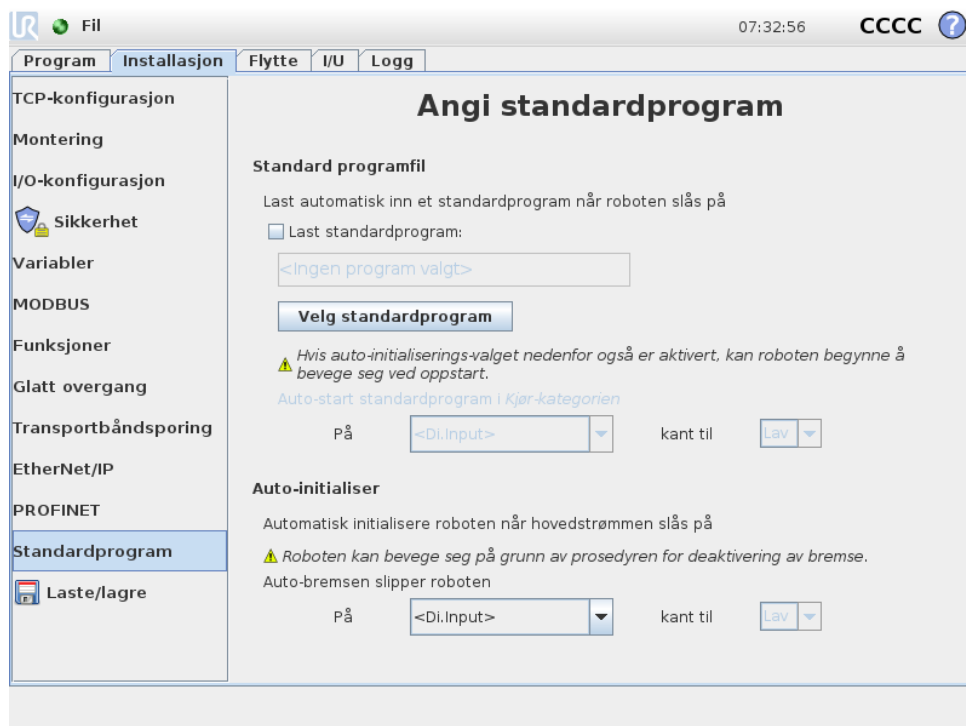 UR Fil 07:32:56 CCCC ?
Program Installasjon Flytte I/U Logg
TCP-konfigurasjon
Montering
I/O-konfigurasjon
Sikkerhet
Variabler
MODBUS
Funksjoner
Glatt overgang
Transportbåndsporing
EtherNet/IP
PROFINET
Standardprogram
Laste/lagre
Angi standardprogram
Standard programfil
Last automatisk inn et standardprogram når roboten slås på
Last standardprogram:
<Ingen program valgt>
Velg standardprogram
Hvis auto-initialiserings-valget nedenfor også er aktivert, kan roboten begynne å
bevege seg ved oppstart.
Auto-start standardprogram i Kjør-kategorien
På <Di.Input> kant til Lav
Auto-initialiser
Automatisk initialisere roboten når hovedstrømmen slås på
Roboten kan bevege seg på grunn av prosedyren for deaktivering av bremse.
Auto-bremsen slipper roboten
På <Di.Input> kant til Lav